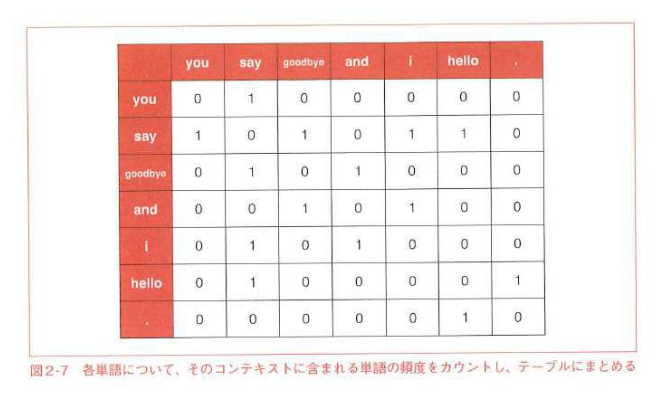 you say goodbye and i hello .
you 0 1 0 0 0 0 0
say 1 0 1 0 1 1 0
goodbye 0 1 0 1 0 0 0
and 0 0 1 0 1 0 0
i 0 1 0 1 0 0 0
hello 0 1 0 0 0 0 1
. 0 0 0 0 0 1 0
図2-7 各単語について、そのコンテキストに含まれる単語の頻度をカウントし、テーブルにまとめる